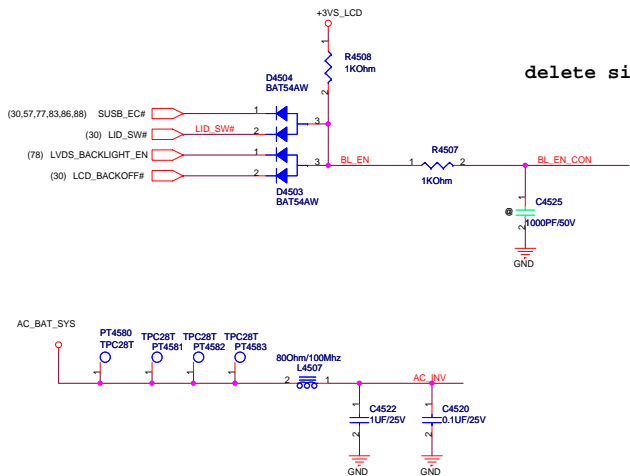 +3VS_LCD
1
R4508
1KOhm
2
delete si
D4504
BAT54AW
(30,57,77,83,86,88) SUSB_EC# 1
3
(30) LID_SW# LID_SW# 2
(78) LVDS_BACKLIGHT_EN 1
3 BL_EN 1 R4507 2 BL_EN_CON
1KOhm
(30) LCD_BACKOFF# 2
D4503
BAT54AW
1
@ C4525
1000PF/50V
2
GND
AC_BAT_SYS
PT4580 TPC28T TPC28T TPC28T
TPC28T PT4581 PT4582 PT4583
1 1 1 1
80Ohm/100Mhz
L4507
2 1 AC_INV
1 1
C4522 C4520
1UF/25V 0.1UF/25V
2 2
GND GND